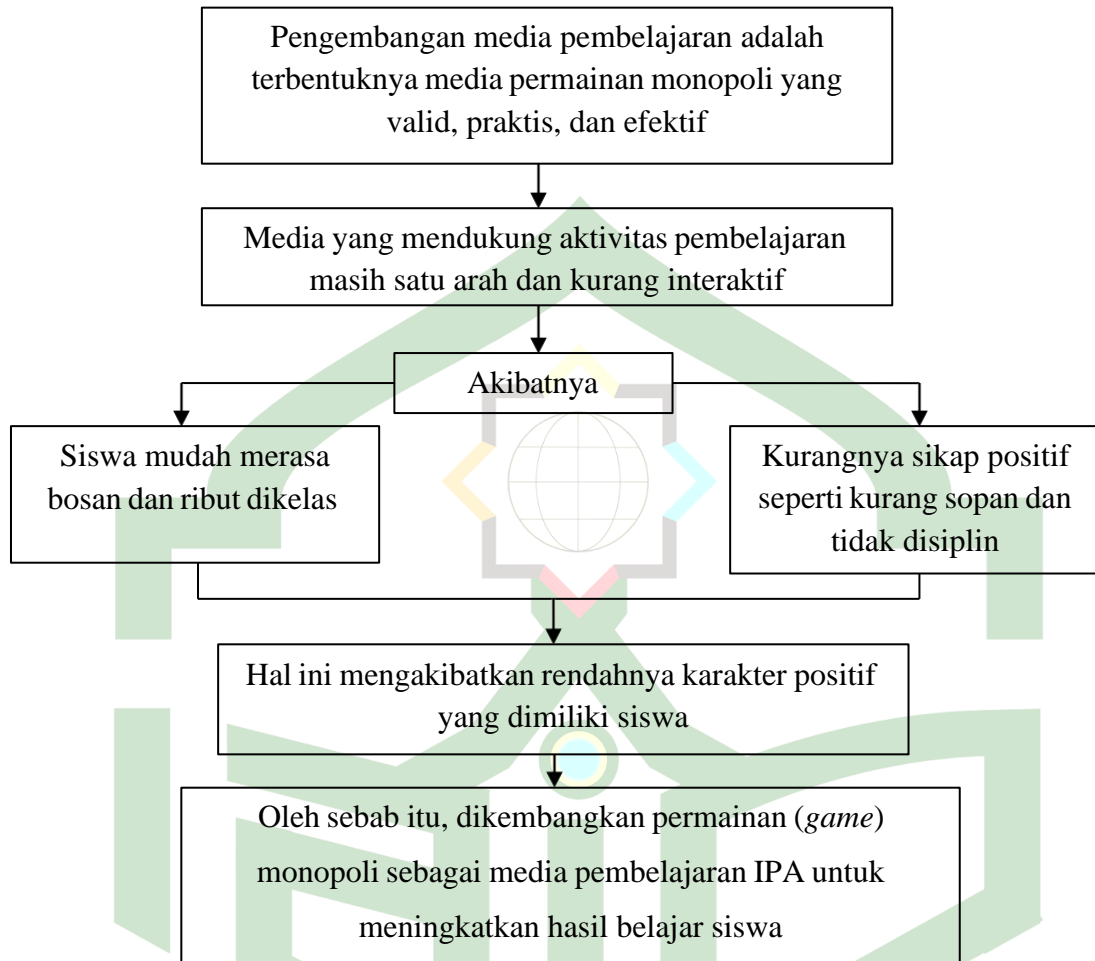 Pengembangan media pembelajaran adalah
terbentuknya media permainan monopoli yang
valid, praktis, dan efektif
Media yang mendukung aktivitas pembelajaran
masih satu arah dan kurang interaktif
Akibatnya
Siswa mudah merasa
bosan dan ribut dikelas
Kurangnya sikap positif
seperti kurang sopan dan
tidak disiplin
Hal ini mengakibatkan rendahnya karakter positif
yang dimiliki siswa
Oleh sebab itu, dikembangkan permainan (game)
monopoli sebagai media pembelajaran IPA untuk
meningkatkan hasil belajar siswa